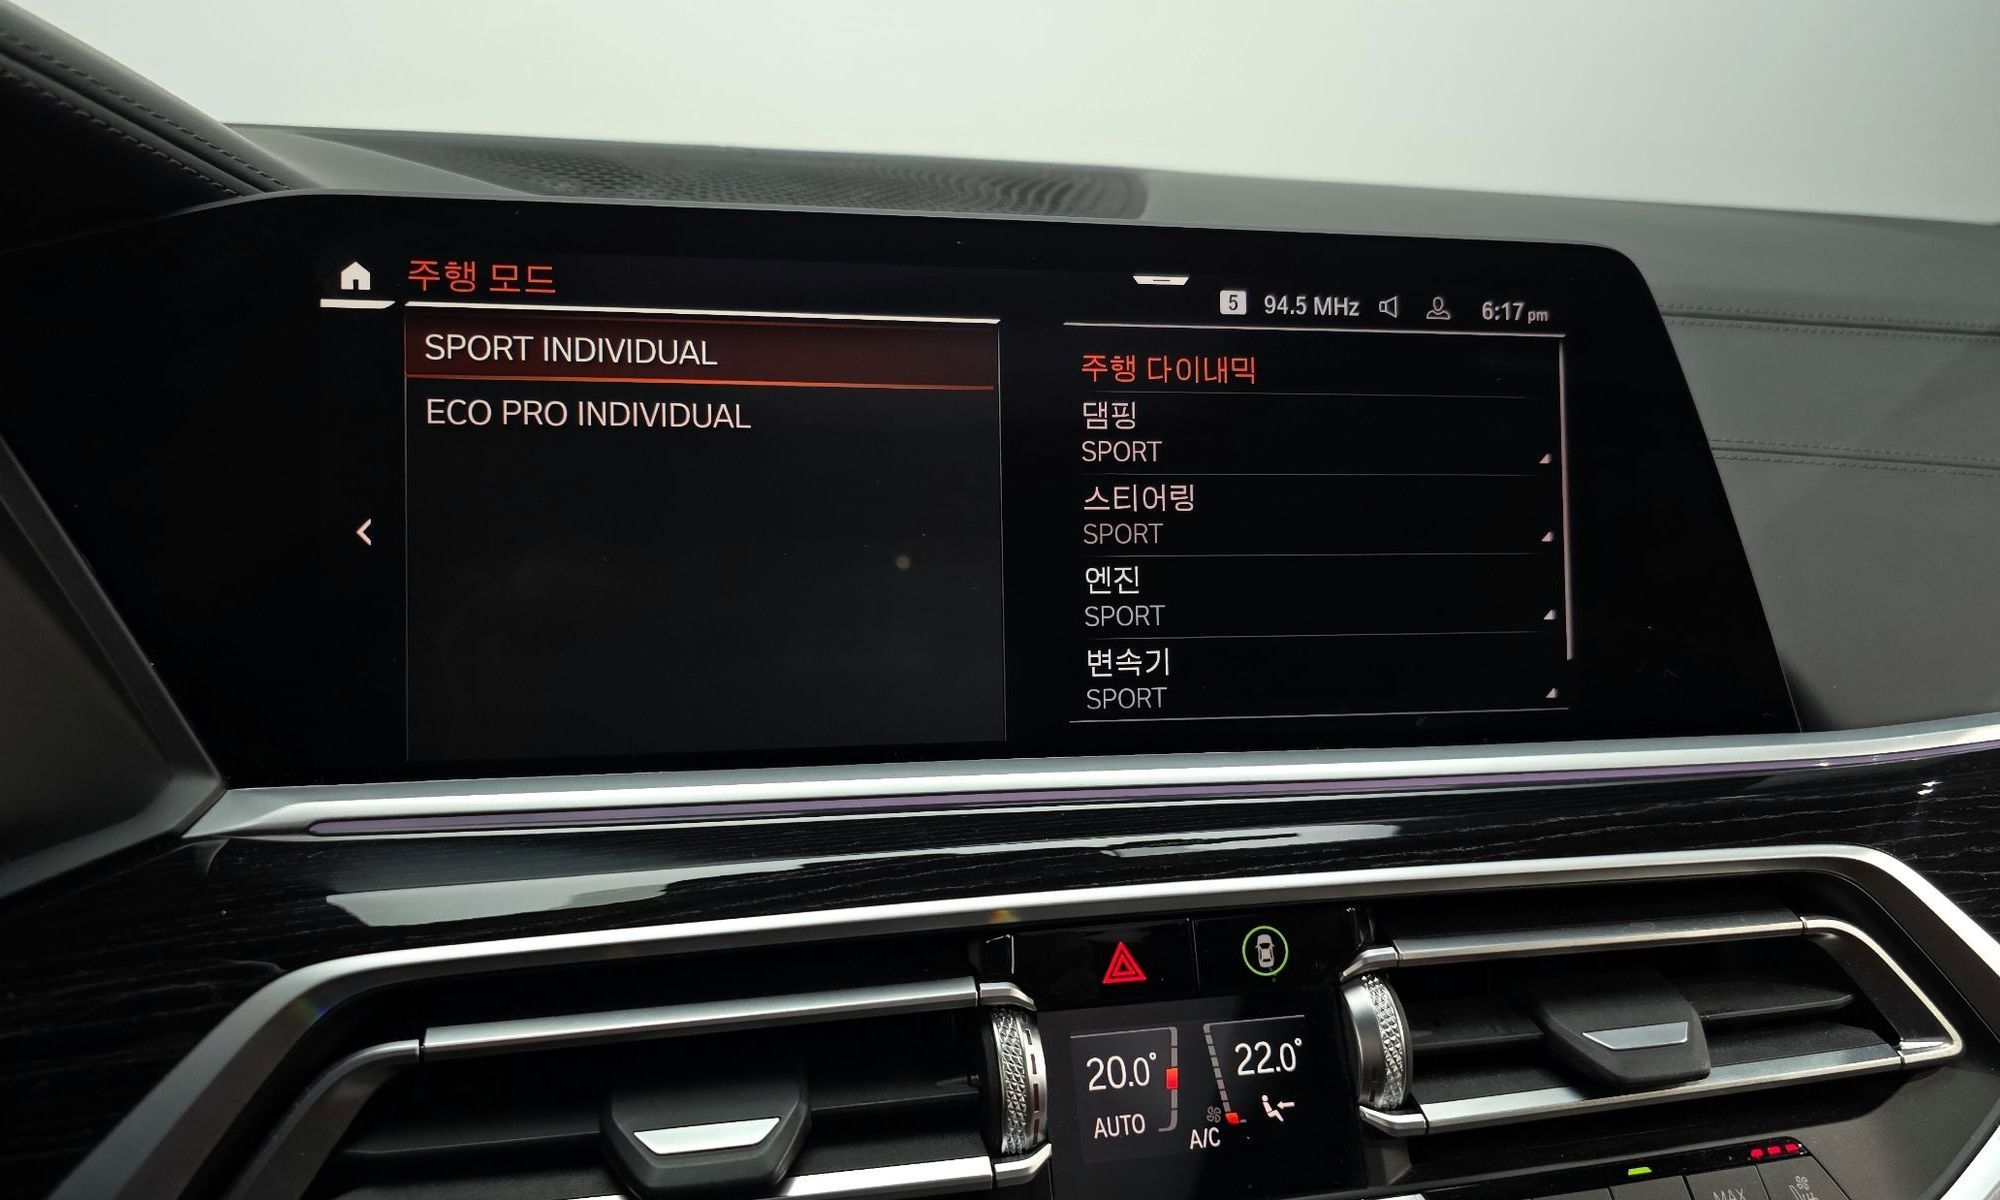 주행 모드
5 94.5 MHz 6:17 pm
SPORT INDIVIDUAL
ECO PRO INDIVIDUAL
주행 다이내믹
댐핑
SPORT
스티어링
SPORT
엔진
SPORT
변속기
SPORT
20.0° 22.0°
AUTO
A/C
MAX